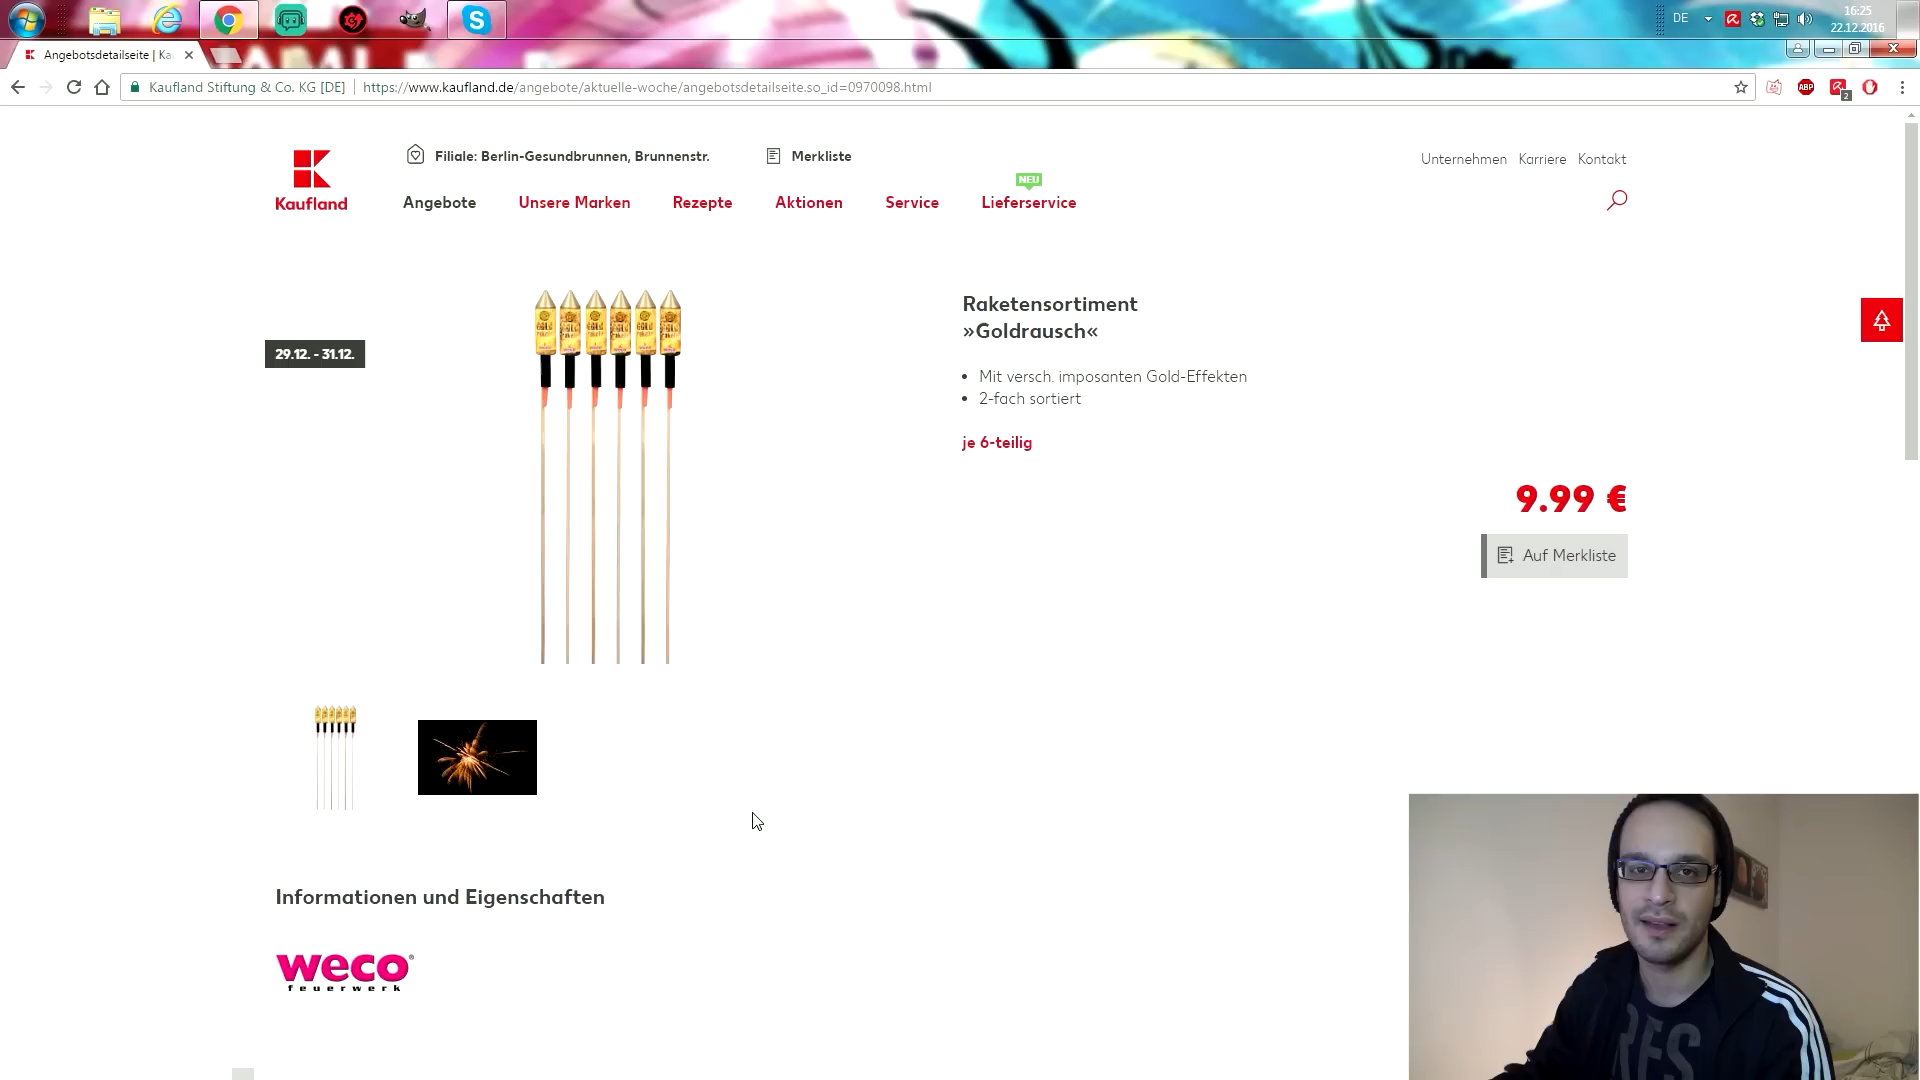 DE
16:25
22.12.2016
Angebotsdetailseite | Ka
Kaufland Stiftung & Co. KG [DE]
https://www.kaufland.de/angebote/aktuelle-woche/angebotsdetailseite.so_id=0970098.html
ABP
2
Filiale: Berlin-Gesundbrunnen, Brunnenstr.
Merkliste
Unternehmen Karriere Kontakt
NEU
Kaufland
Angebote Unsere Marken Rezepte Aktionen Service Lieferservice
29.12. - 31.12.
Raketensortiment
»Goldrausch«
Mit versch. imposanten Gold-Effekten
2-fach sortiert
je 6-teilig
9.99 €
Auf Merkliste
Informationen und Eigenschaften
weco
feuerwerk